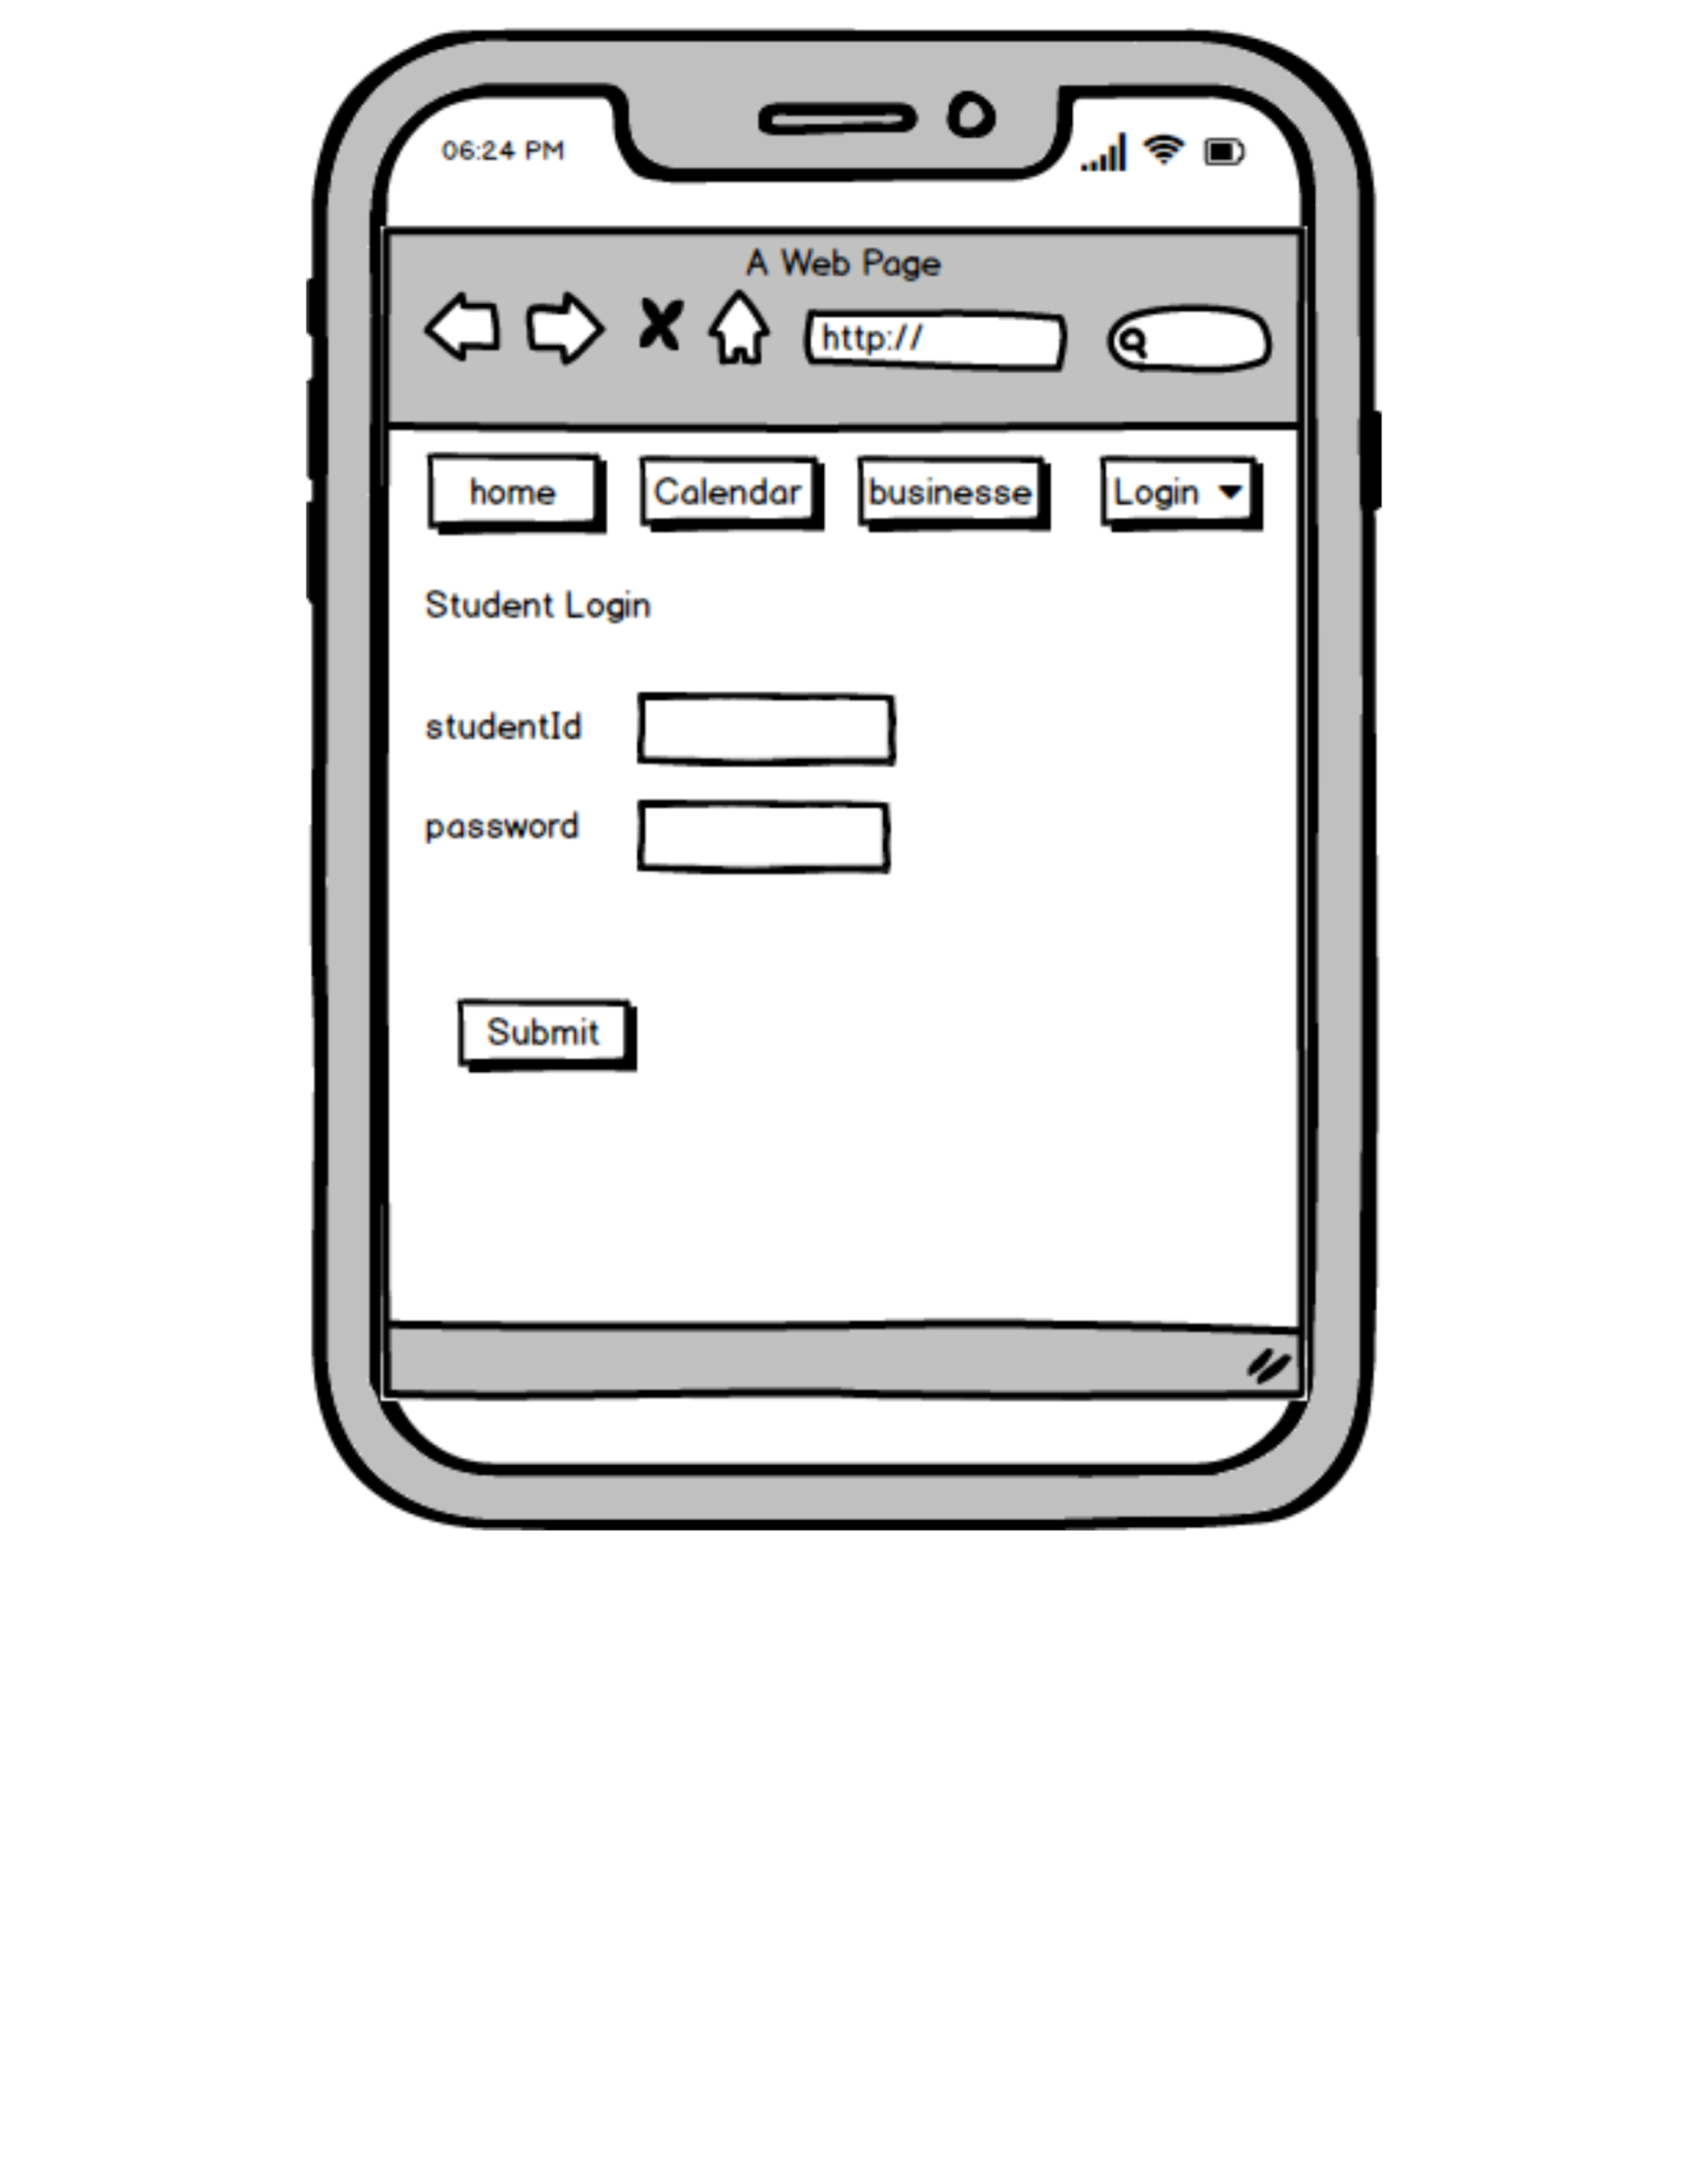 06:24 PM
A Web Page
http://
home Calendar businesse Login
Student Login
studentId
password
Submit